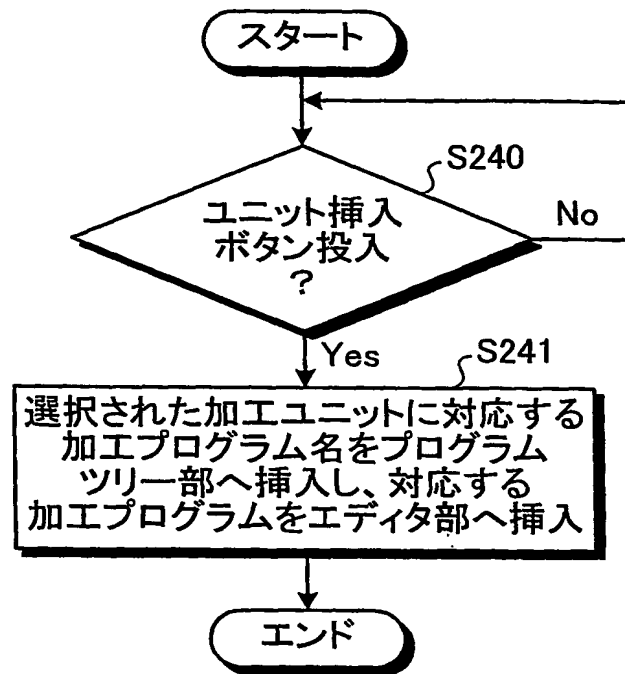 スタート
S240
ユニット挿入
ボタン投入
?
No
Yes
S241
選択された加工ユニットに対応する
加工プログラム名をプログラム
ツリー部へ挿入し、対応する
加工プログラムをエディタ部へ挿入
エンド